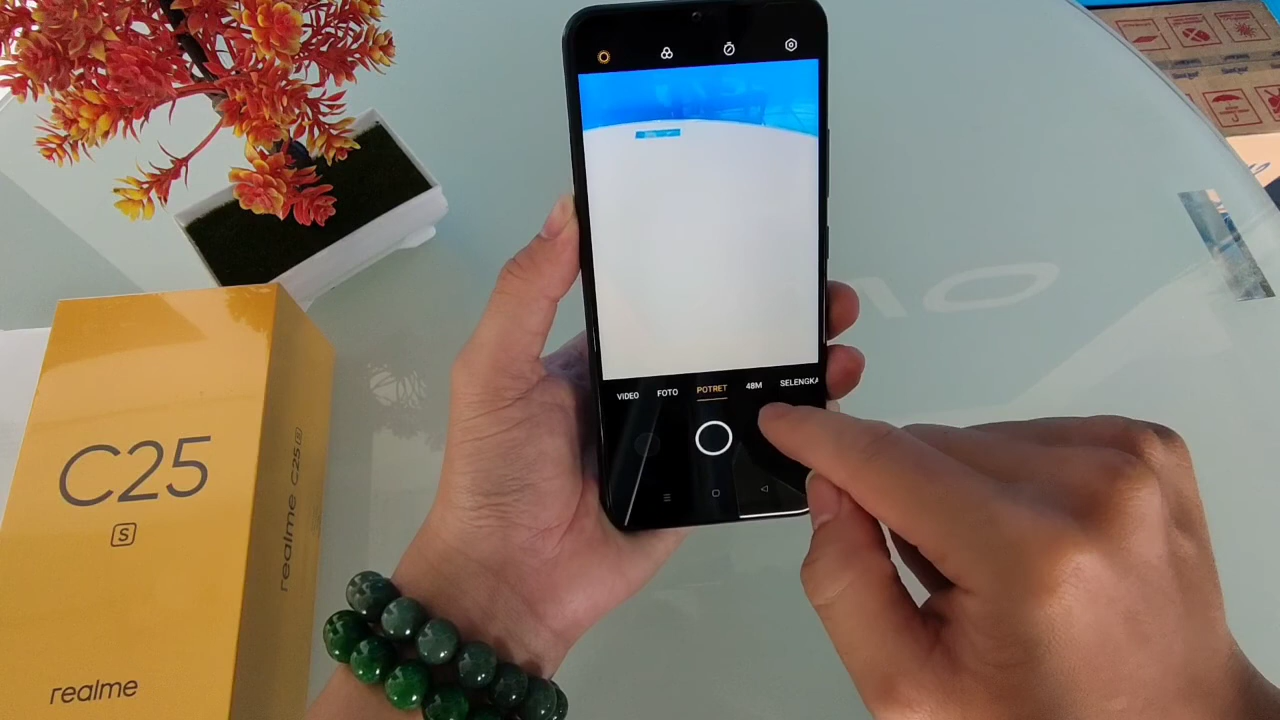 VIDEO FOTO POTRET 48M SELENGKA
C25
S
realme
realme C25 S